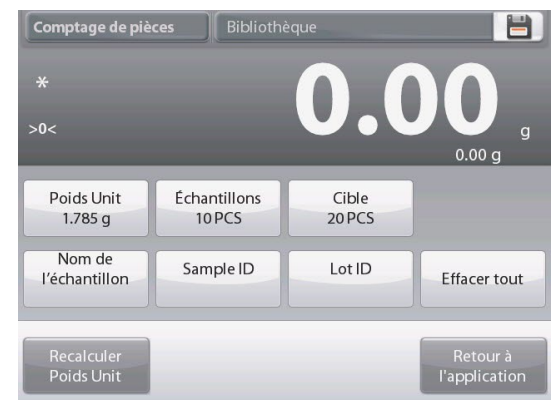 Comptage de pièces
Bibliothèque
*
>0<
0.00 g
0.00 g
Poids Unit
1.785 g
Échantillons
10 PCS
Cible
20 PCS
Nom de
l'échantillon
Sample ID
Lot ID
Effacer tout
Recalculer
Poids Unit
Retour à
l'application